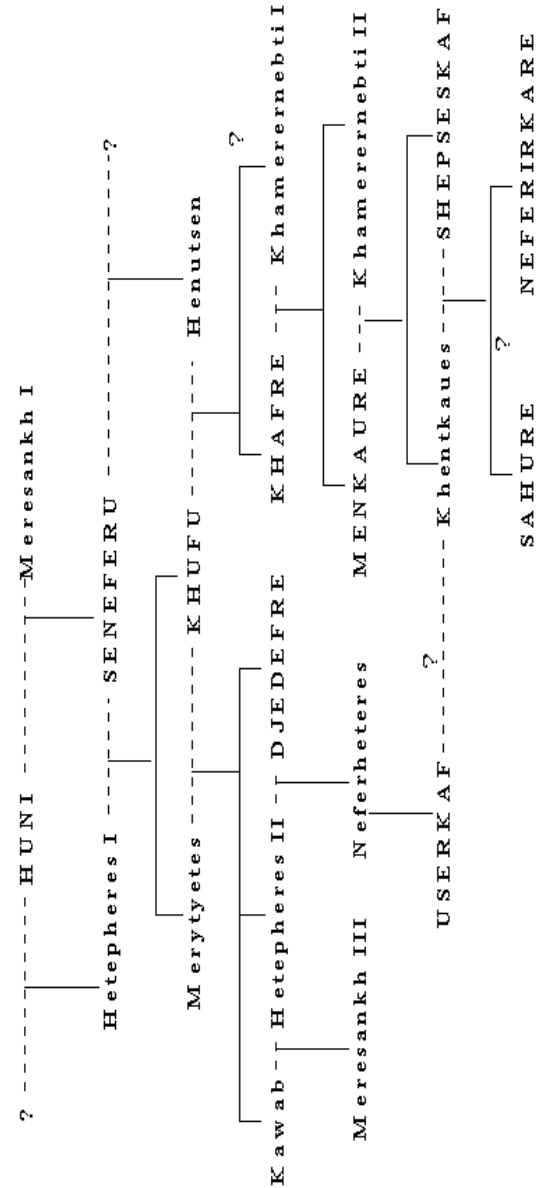 ? HUNI Meresankh I
Hetepheres I SENEFERU ?
Merytyetes KHUFU Henutsen
?
Kawab Hetepheres II DJEDEFRE KHAFRE Khamerernebti I
Meresankh III Neferheteres MENKAURE Khamerernebti II
?
USERKAF Khentkaues SHEPSESKAF
?
SAHURE NEFERIRKARE